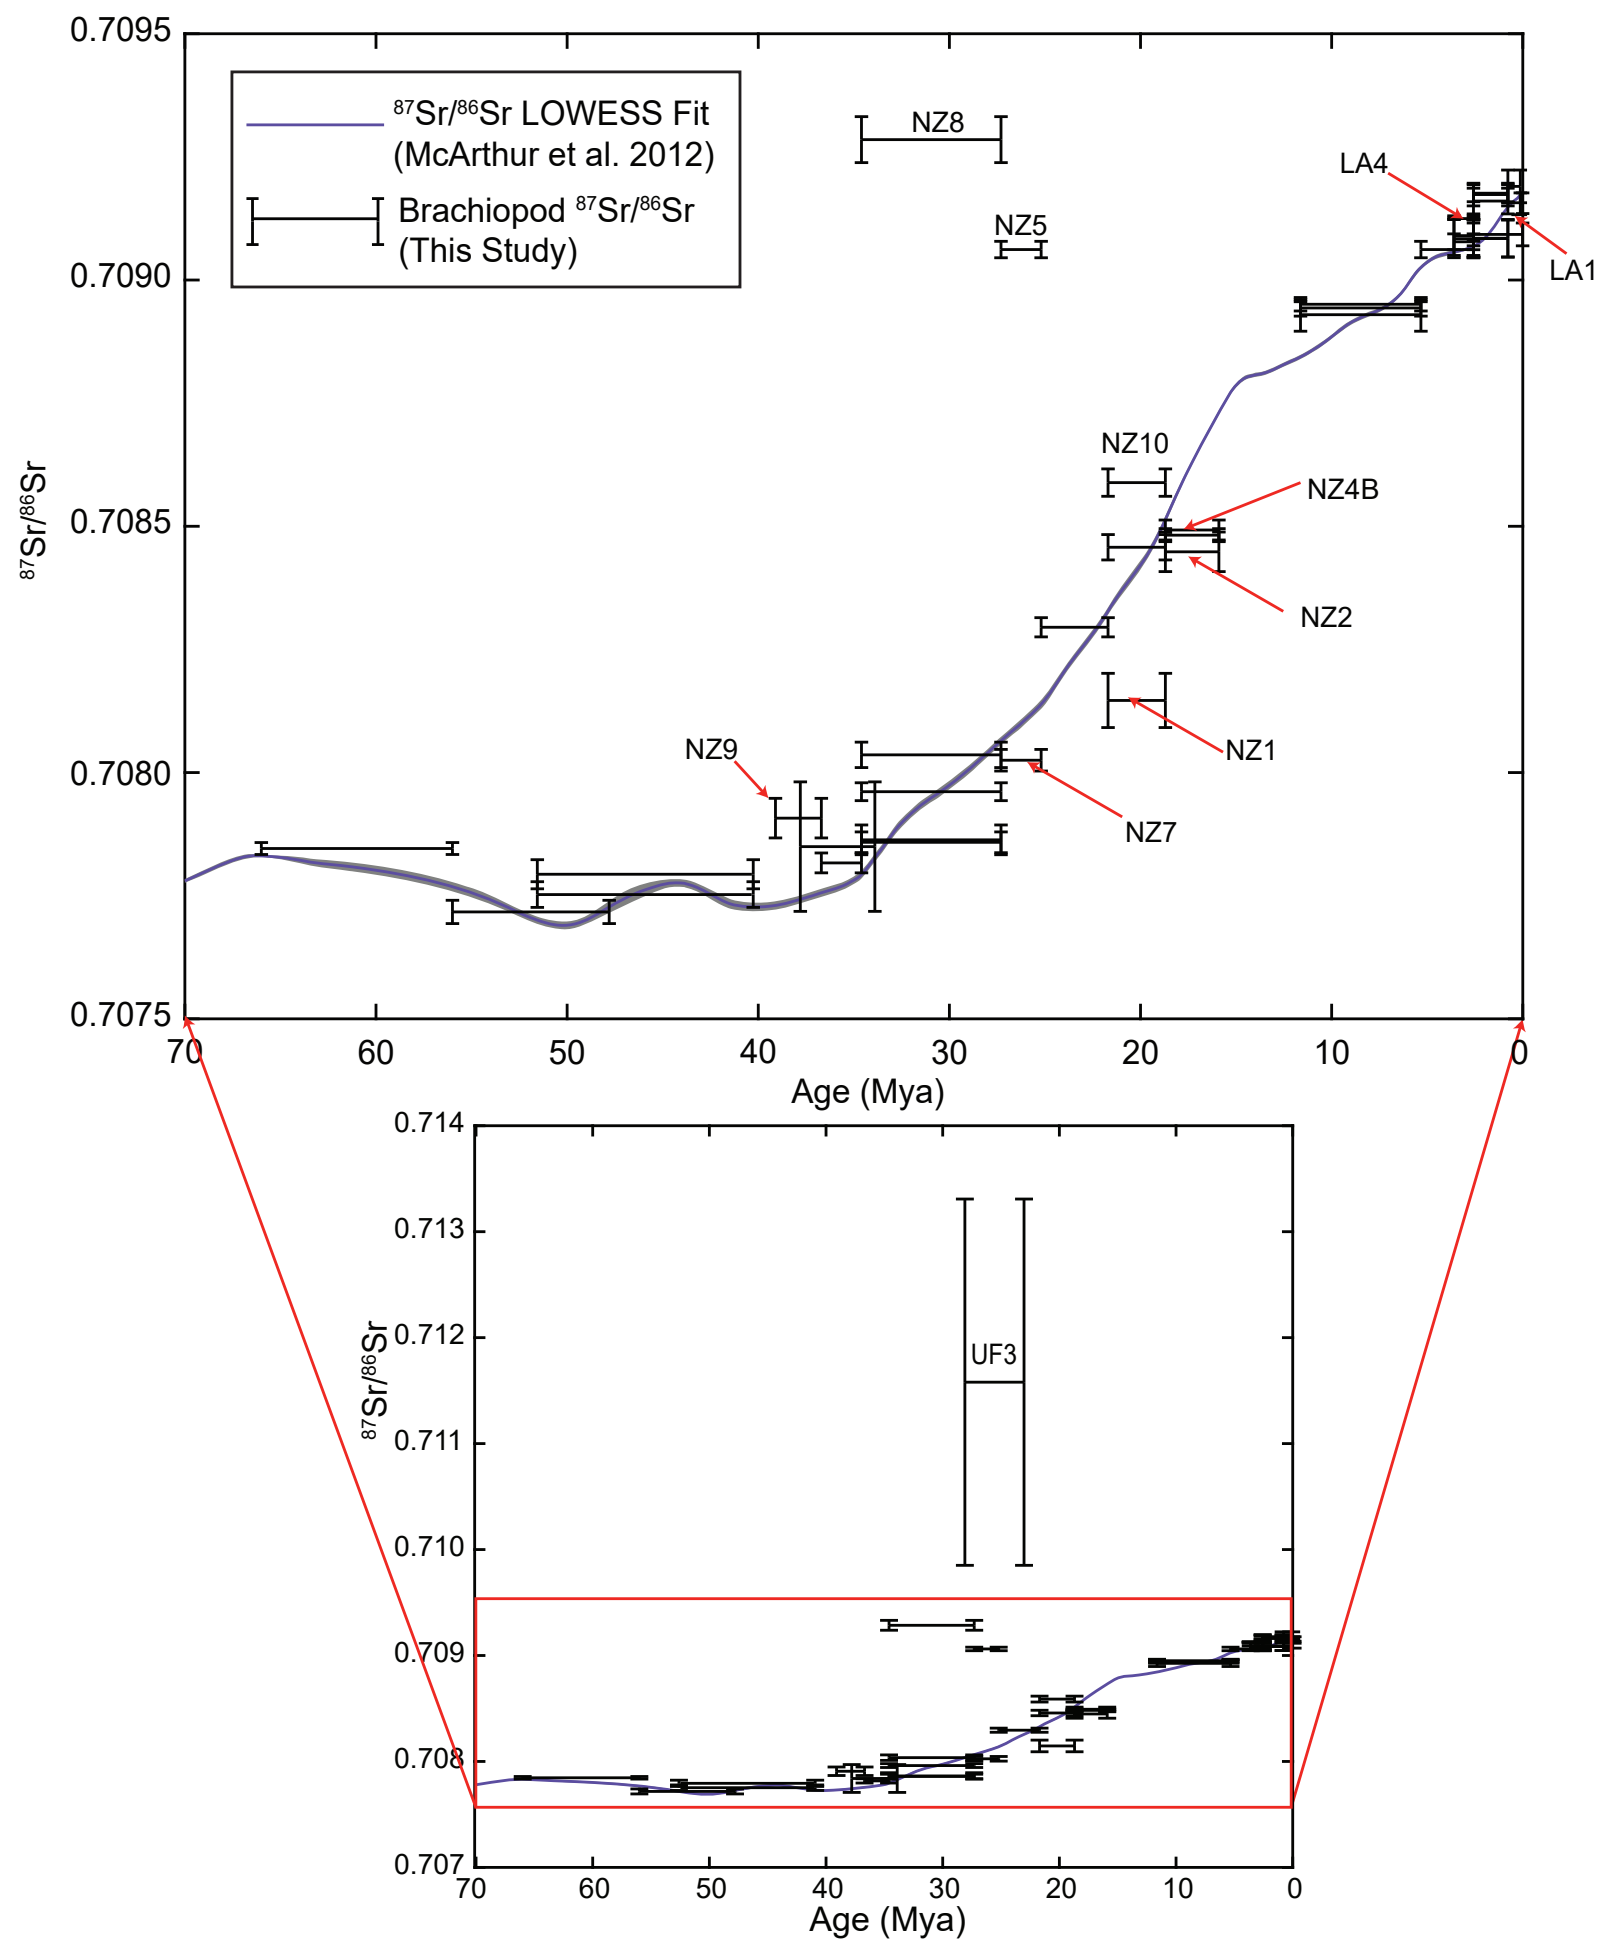 0.7095
0.7090
0.7085
0.7080
0.7075
⁸⁷Sr/⁸⁶Sr
⁸⁷Sr/⁸⁶Sr LOWESS Fit
(McArthur et al. 2012)
Brachiopod ⁸⁷Sr/⁸⁶Sr
(This Study)
NZ8
NZ5
LA4
LA1
NZ10
NZ4B
NZ2
NZ1
NZ9
NZ7
70 60 50 40 30 20 10 0
Age (Mya)
0.714
0.713
0.712
0.711
0.710
0.709
0.708
0.707
⁸⁷Sr/⁸⁶Sr
UF3
70 60 50 40 30 20 10 0
Age (Mya)